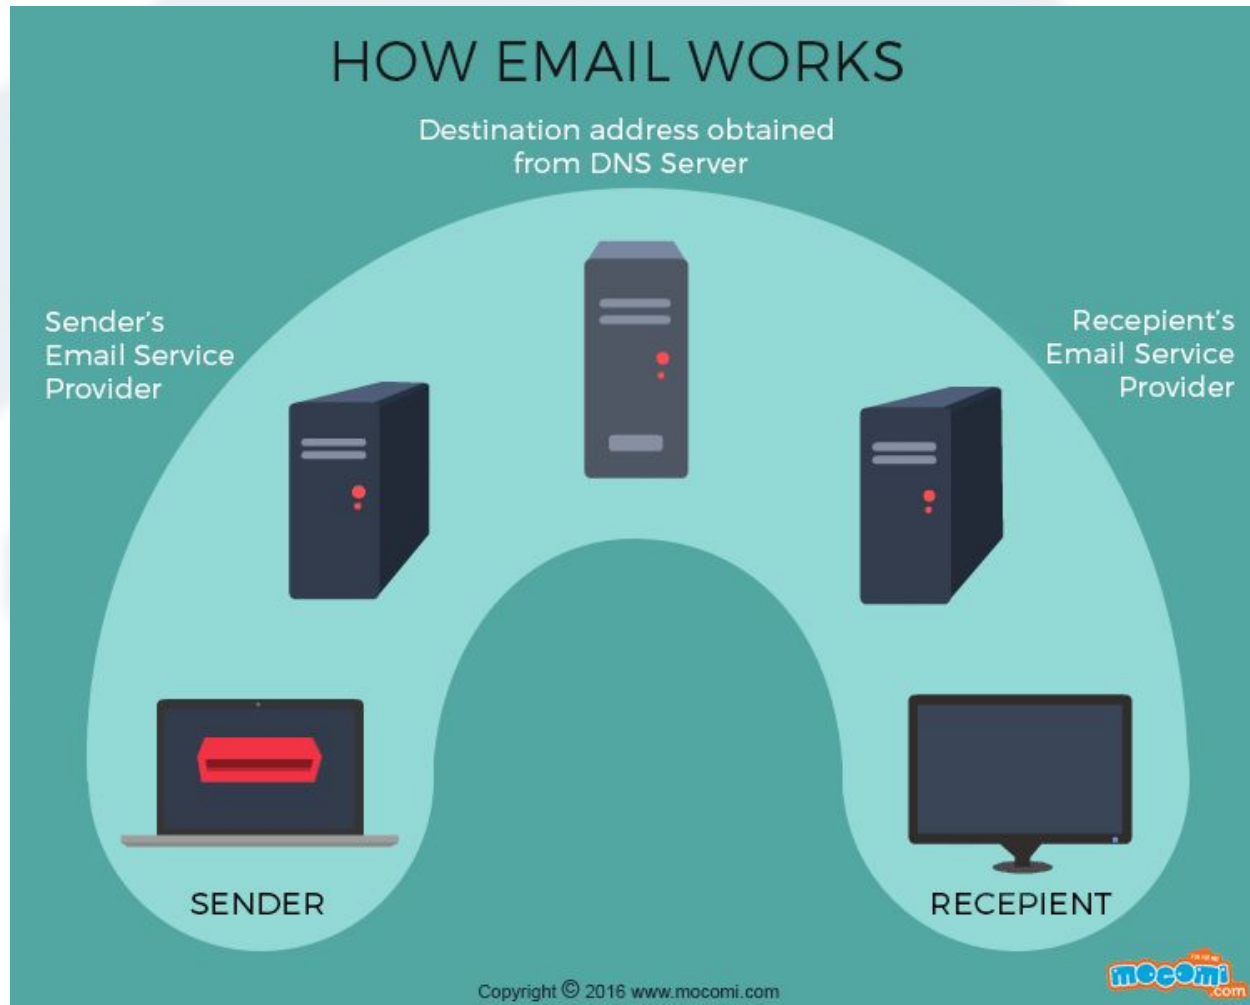 HOW EMAIL WORKS
Destination address obtained
from DNS Server
Sender's
Email Service
Provider
Recepient's
Email Service
Provider
SENDER
RECEPIENT
Copyright © 2016 www.mocomi.com
mocomi
.com